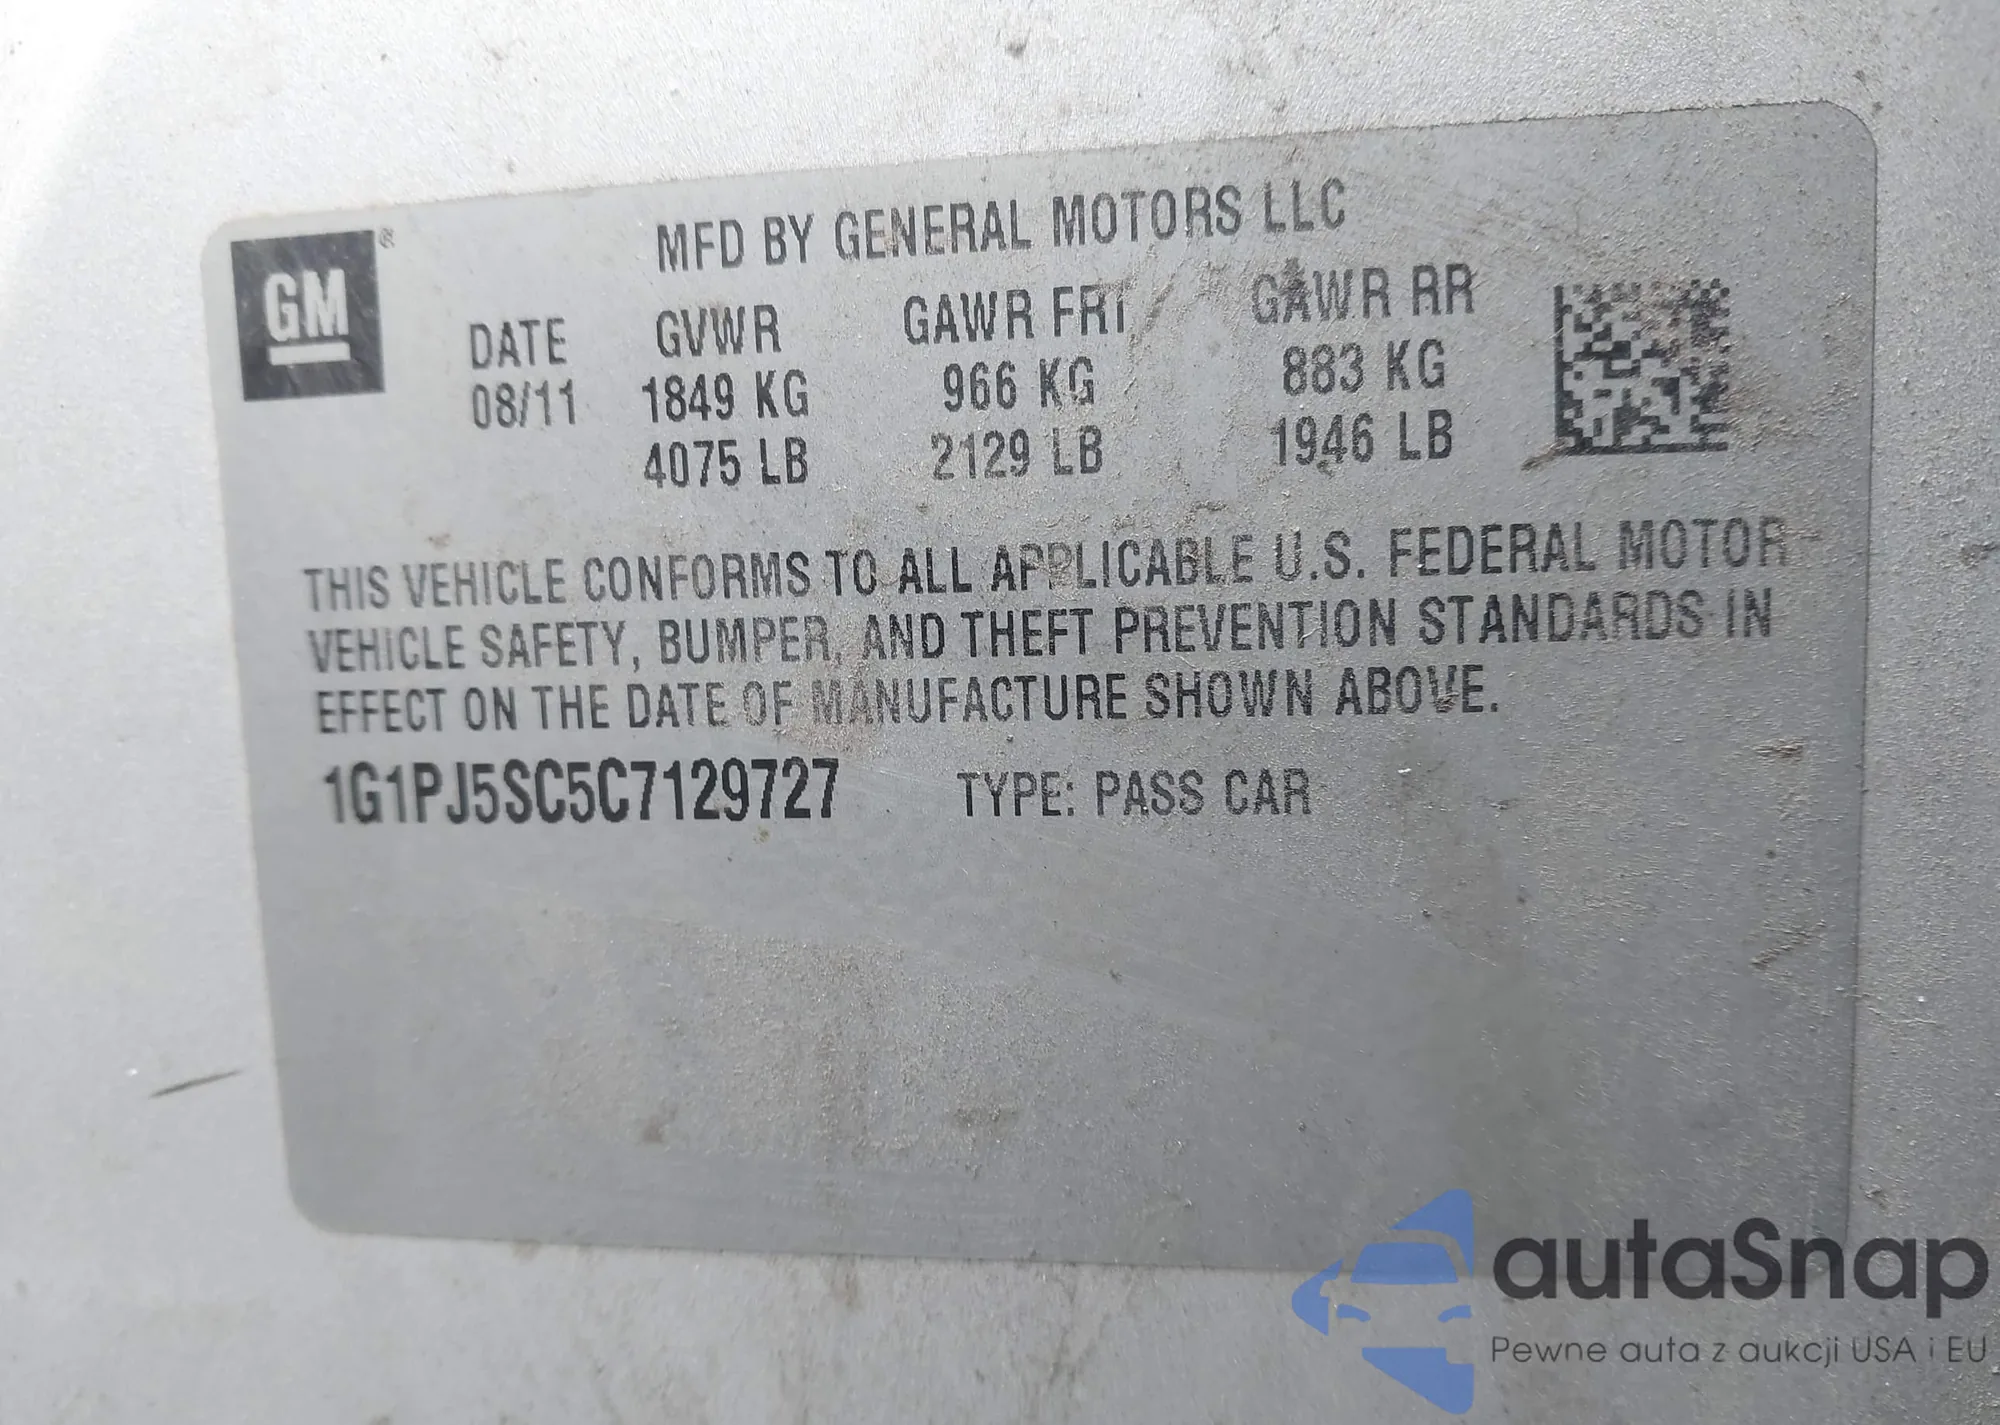 GM ®
MFD BY GENERAL MOTORS LLC
DATE GVWR GAWR FRT GAWR RR
08/11 1849 KG 966 KG 883 KG
4075 LB 2129 LB 1946 LB
THIS VEHICLE CONFORMS TO ALL APPLICABLE U.S. FEDERAL MOTOR
VEHICLE SAFETY, BUMPER, AND THEFT PREVENTION STANDARDS IN
EFFECT ON THE DATE OF MANUFACTURE SHOWN ABOVE.
1G1PJ5SC5C7129727 TYPE: PASS CAR
autaSnap
Pewne auta z aukcji USA i EU